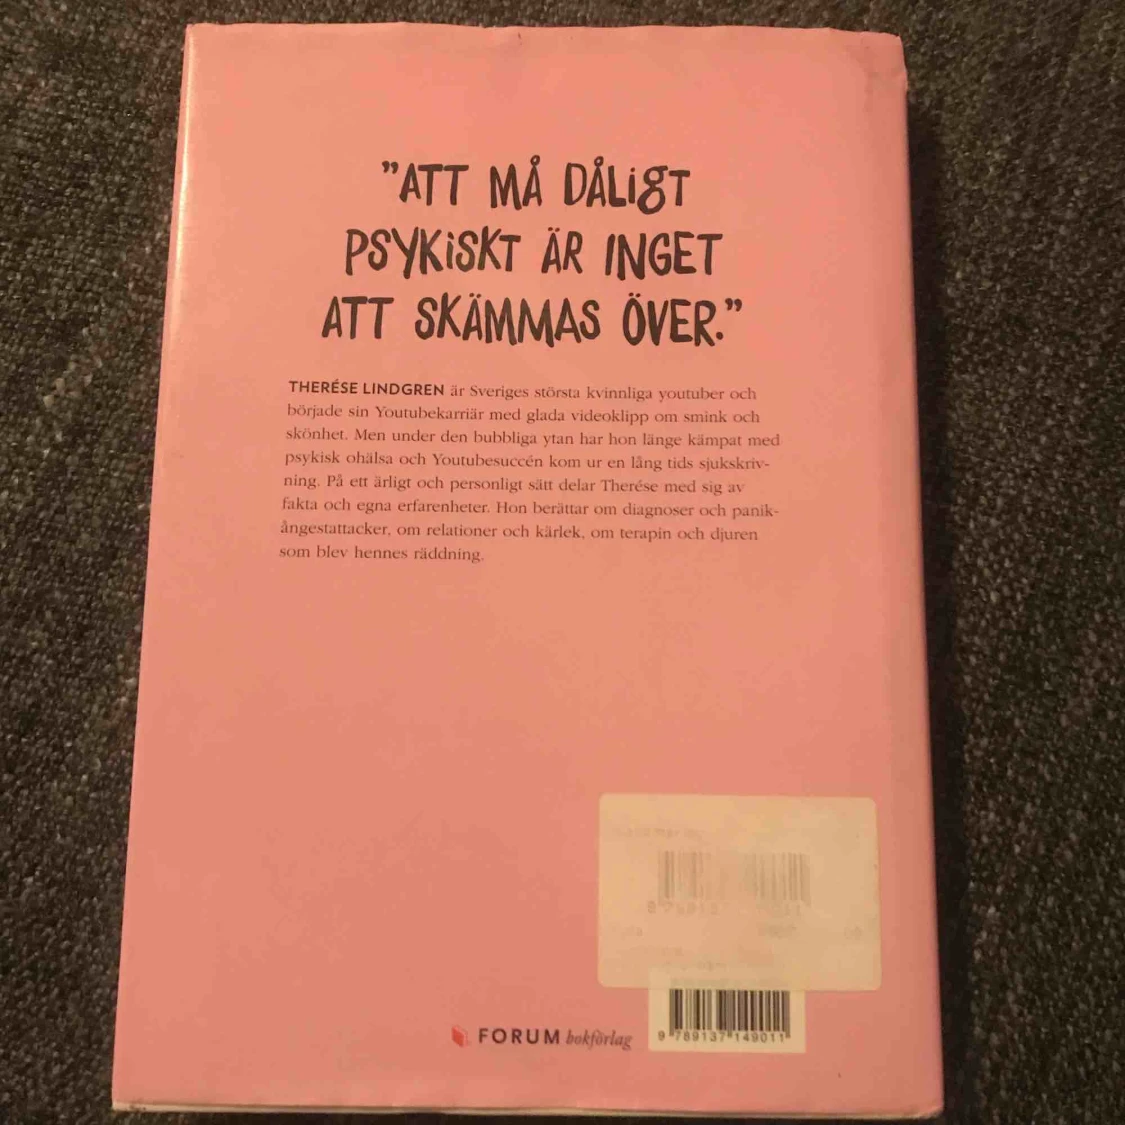 ”ATT MÅ DÅLiGT
PSYKiSKT ÄR INGET
ATT SKÄMMAS ÖVER.”
THERÉSE LINDGREN är Sveriges största kvinnliga youtuber och
började sin Youtubekarriär med glada videoklipp om smink och
skönhet. Men under den bubbliga ytan har hon länge kämpat med
psykisk ohälsa och Youtubesuccén kom ur en lång tids sjukskriv-
ning. På ett ärligt och personligt sätt delar Therése med sig av
fakta och egna erfarenheter. Hon berättar om diagnoser och panik-
ångestattacker, om relationer och kärlek, om terapin och djuren
som blev hennes räddning.
FORUM bokförlag
9 789137 149011